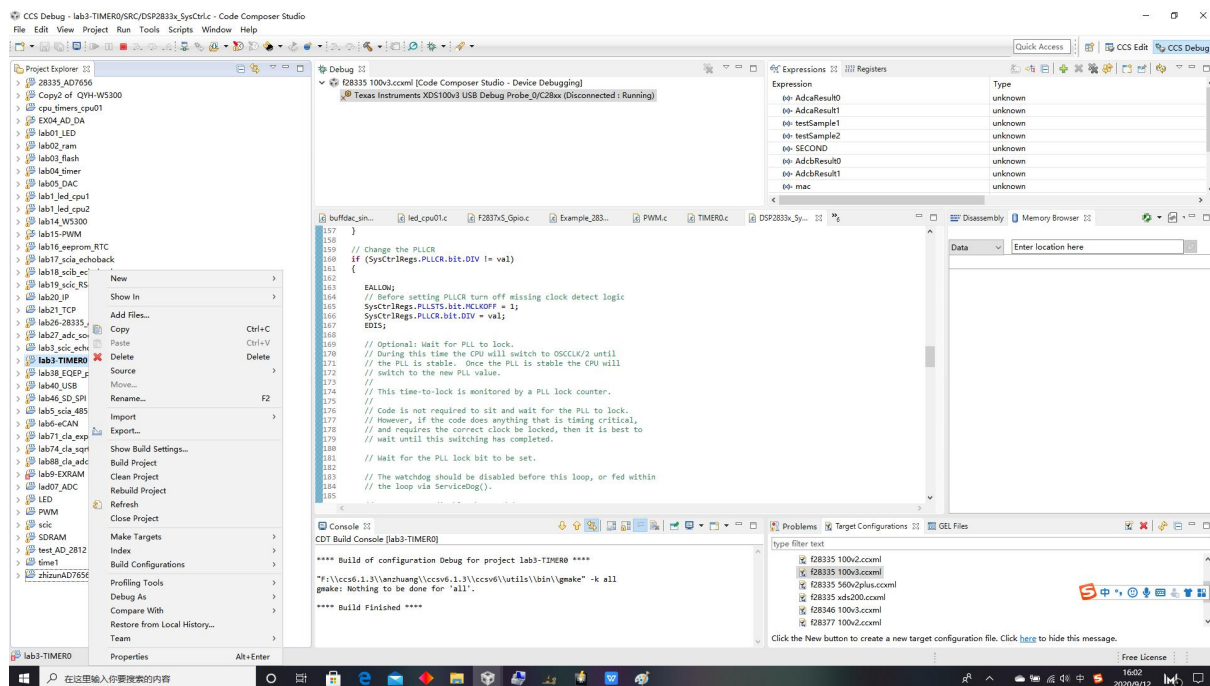 CCS Debug - lab3-TIMER0/SRC/DSP2833x_SysCtrl.c - Code Composer Studio
File Edit View Project Run Tools Scripts Window Help
Quick Access
CCS Edit
CCS Debug
Project Explorer
28335_AD7656
Copy2 of QYH-W5300
cpu_timers_cpu01
EX04_AD_DA
lab01_LED
lab02_ram
lab03_flash
lab04_timer
lab05_DAC
lab1_led_cpu1
lab1_led_cpu2
lab14_W5300
lab15-PWM
lab16_eeprom_RTC
lab17_scia_echoback
lab18_scib_ec
lab19_scic_RS
lab20_IP
lab21_TCP
lab26-28335_
lab27_adc_so
lab3_scic_ech
lab3-TIMER0
lab38_EQEP_p
lab40_USB
lab46_SD_SPI
lab5_scia_485
lab6-eCAN
lab71_cla_exp
lab74_cla_sqrt
lab88_cla_adc
lab9-EXRAM
lad07_ADC
LED
PWM
scic
SDRAM
test_AD_2812
time1
zhizunAD7656
New
Show In
Add Files...
Copy Ctrl+C
Paste Ctrl+V
Delete Delete
Source
Move...
Rename... F2
Import
Export...
Show Build Settings...
Build Project
Clean Project
Rebuild Project
Refresh
Close Project
Make Targets
Index
Build Configurations
Profiling Tools
Debug As
Compare With
Restore from Local History...
Team
Properties Alt+Enter
Debug
f28335 100v3.ccxml [Code Composer Studio - Device Debugging]
Texas Instruments XDS100v3 USB Debug Probe_0/C28xx (Disconnected : Running)
Expressions
Registers
Expression Type
AdcaResult0 unknown
AdcaResult1 unknown
testSample1 unknown
testSample2 unknown
SECOND unknown
AdcbResult0 unknown
AdcbResult1 unknown
mac unknown
buffdac_sin... led_cpu01.c F2837xS_Gpio.c Example_283... PWM.c TIMER0.c DSP2833x_Sy... »6
157 }
158
159 // Change the PLLCR
160 if (SysCtrlRegs.PLLCR.bit.DIV != val)
161 {
162
163 EALLOW;
164 // Before setting PLLCR turn off missing clock detect logic
165 SysCtrlRegs.PLLSTS.bit.MCLKOFF = 1;
166 SysCtrlRegs.PLLCR.bit.DIV = val;
167 EDIS;
168
169 // Optional: Wait for PLL to lock.
170 // During this time the CPU will switch to OSCCLK/2 until
171 // the PLL is stable. Once the PLL is stable the CPU will
172 // switch to the new PLL value.
173 //
174 // This time-to-lock is monitored by a PLL lock counter.
175 //
176 // Code is not required to sit and wait for the PLL to lock.
177 // However, if the code does anything that is timing critical,
178 // and requires the correct clock be locked, then it is best to
179 // wait until this switching has completed.
180
181 // Wait for the PLL lock bit to be set.
182
183 // The watchdog should be disabled before this loop, or fed within
184 // the loop via ServiceDog().
185
Disassembly
Memory Browser
Data
Enter location here
Console
CDT Build Console [lab3-TIMER0]
**** Build of configuration Debug for project lab3-TIMER0 ****
"F:\\ccs6.1.3\\anzhuang\\ccsv6.1.3\\ccsv6\\utils\\bin\\gmake" -k all
gmake: Nothing to be done for 'all'.
**** Build Finished ****
Problems
Target Configurations
GEL Files
type filter text
f28335 100v2.ccxml
f28335 100v3.ccxml
f28335 560v2plus.ccxml
f28335 xds200.ccxml
f28346 100v3.ccxml
f28377 100v2.ccxml
Click the New button to create a new target configuration file. Click here to hide this message.
中
lab3-TIMER0
Free License
在这里输入你要搜索的内容
中
16:02
2020/9/12